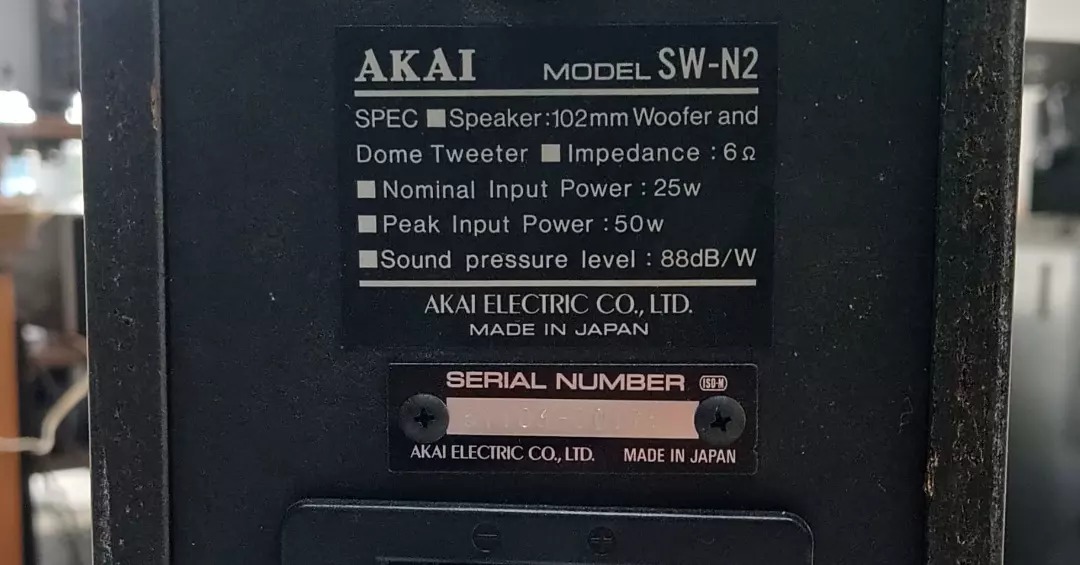 AKAI MODEL SW-N2
SPEC ■Speaker:102mm Woofer and
Dome Tweeter ■Impedance:6Ω
■Nominal Input Power:25w
■Peak Input Power:50w
■Sound pressure level:88dB/W
AKAI ELECTRIC CO., LTD.
MADE IN JAPAN
SERIAL NUMBER ISO-M
AKAI ELECTRIC CO., LTD. MADE IN JAPAN